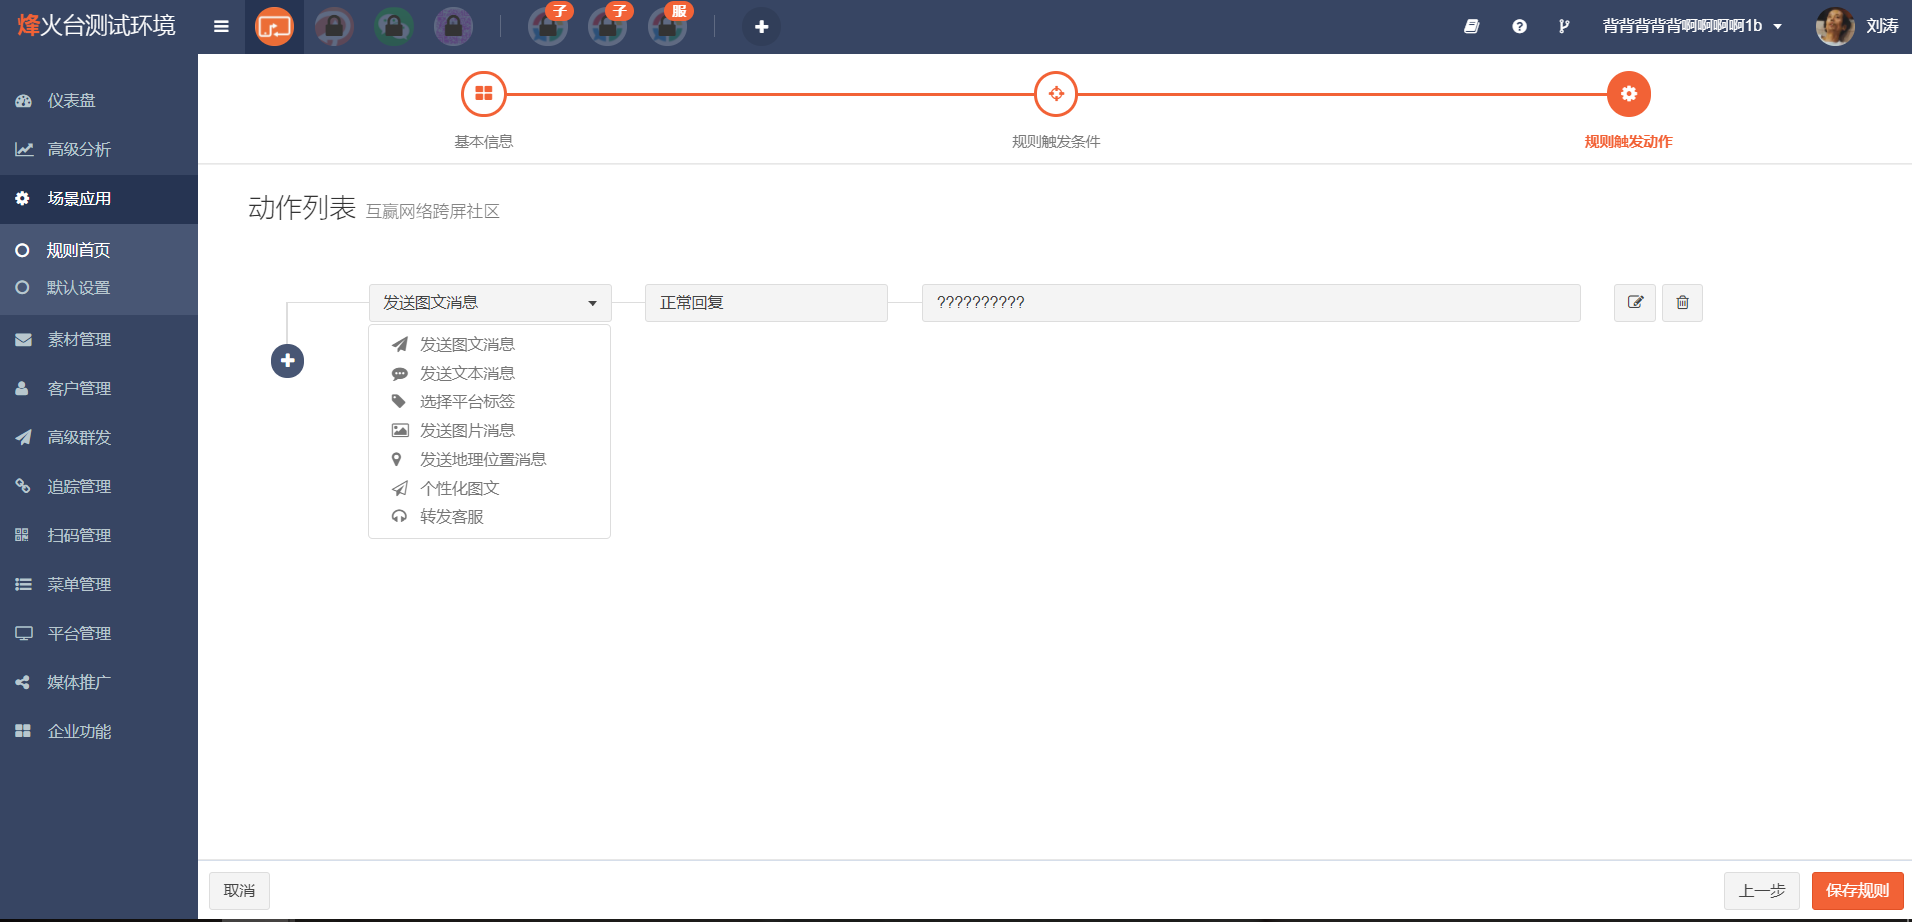 烽火台测试环境
子
子
服
背背背背背啊啊啊啊1b
刘涛
仪表盘
高级分析
场景应用
规则首页
默认设置
素材管理
客户管理
高级群发
追踪管理
扫码管理
菜单管理
平台管理
媒体推广
企业功能
基本信息
规则触发条件
规则触发动作
动作列表 互赢网络跨屏社区
发送图文消息
正常回复
??????????
发送图文消息
发送文本消息
选择平台标签
发送图片消息
发送地理位置消息
个性化图文
转发客服
取消
上一步
保存规则